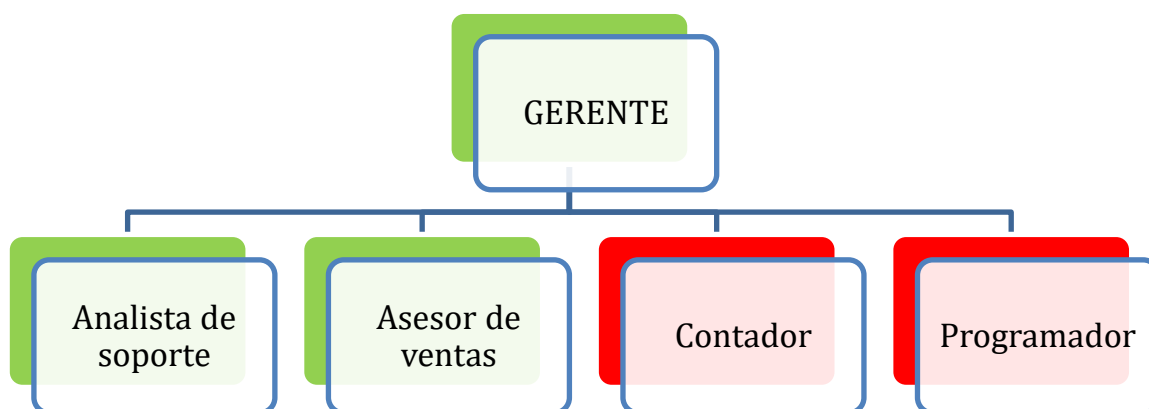 GERENTE
Analista de
soporte
Asesor de
ventas
Contador
Programador